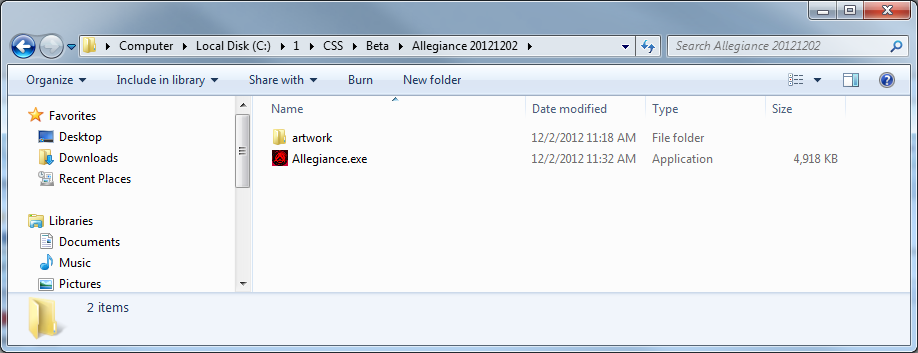 Computer Local Disk (C:) 1 CSS Beta Allegiance 20121202 Search Allegiance 20121202
Organize Include in library Share with Burn New folder
Favorites
Desktop
Downloads
Recent Places
Libraries
Documents
Music
Pictures
Name Date modified Type Size
artwork 12/2/2012 11:18 AM File folder
Allegiance.exe 12/2/2012 11:32 AM Application 4,918 KB
2 items